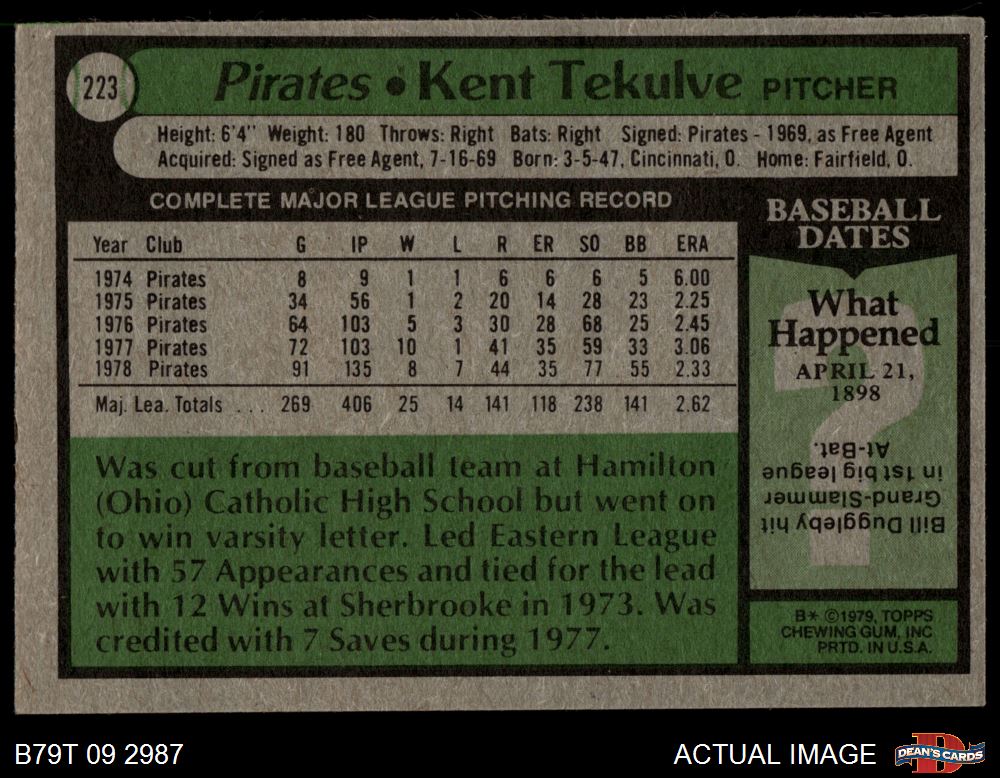 223
Pirates • Kent Tekulve PITCHER
Height: 6'4" Weight: 180 Throws: Right Bats: Right Signed: Pirates - 1969, as Free Agent
Acquired: Signed as Free Agent, 7-16-69 Born: 3-5-47, Cincinnati, O. Home: Fairfield, O.
COMPLETE MAJOR LEAGUE PITCHING RECORD
Year Club G IP W L R ER SO BB ERA
1974 Pirates 8 9 1 1 6 6 6 5 6.00
1975 Pirates 34 56 1 2 20 14 28 23 2.25
1976 Pirates 64 103 5 3 30 28 68 25 2.45
1977 Pirates 72 103 10 1 41 35 59 33 3.06
1978 Pirates 91 135 8 7 44 35 77 55 2.33
Maj. Lea. Totals ... 269 406 25 14 141 118 238 141 2.62
Was cut from baseball team at Hamilton
(Ohio) Catholic High School but went on
to win varsity letter. Led Eastern League
with 57 Appearances and tied for the lead
with 12 Wins at Sherbrooke in 1973. Was
credited with 7 Saves during 1977.
BASEBALL
DATES
What
Happened
APRIL 21,
1898
Bill Duggleby hit
Grand-Slammer
in 1st big league
At-Bat.
B* ©1979, TOPPS
CHEWING GUM, INC
PRTD. IN U.S.A.
B79T 09 2987
ACTUAL IMAGE
DEAN'S CARDS